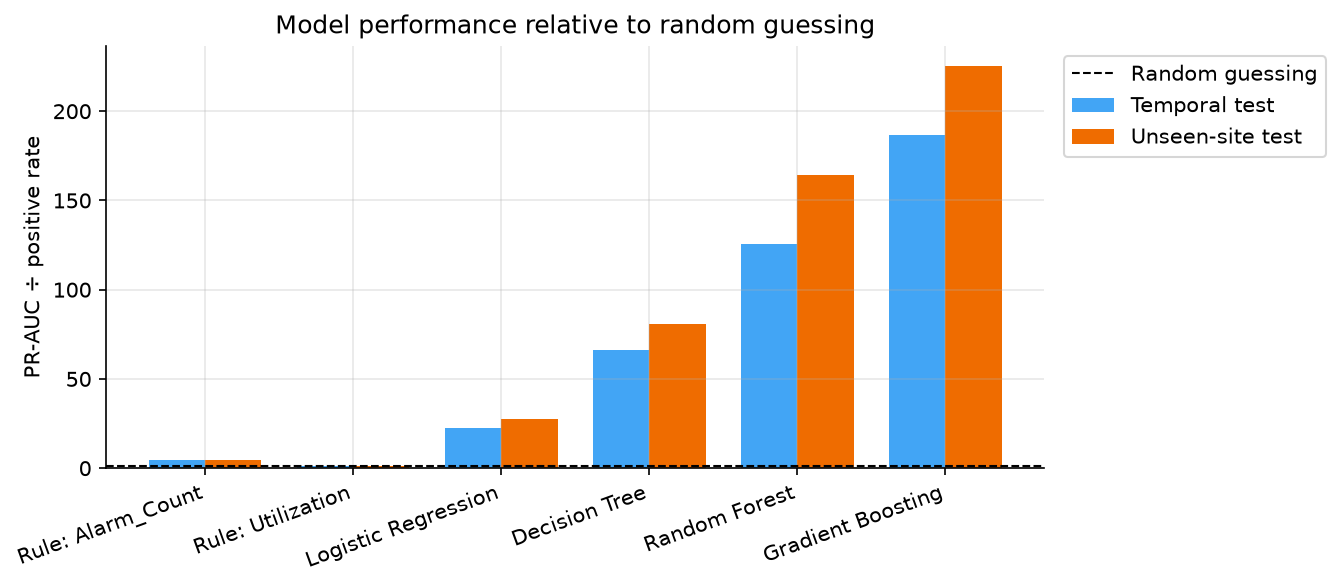 Model performance relative to random guessing
PR-AUC ÷ positive rate
200
150
100
50
0
Rule: Alarm_Count
Rule: Utilization
Logistic Regression
Decision Tree
Random Forest
Gradient Boosting
Random guessing
Temporal test
Unseen-site test